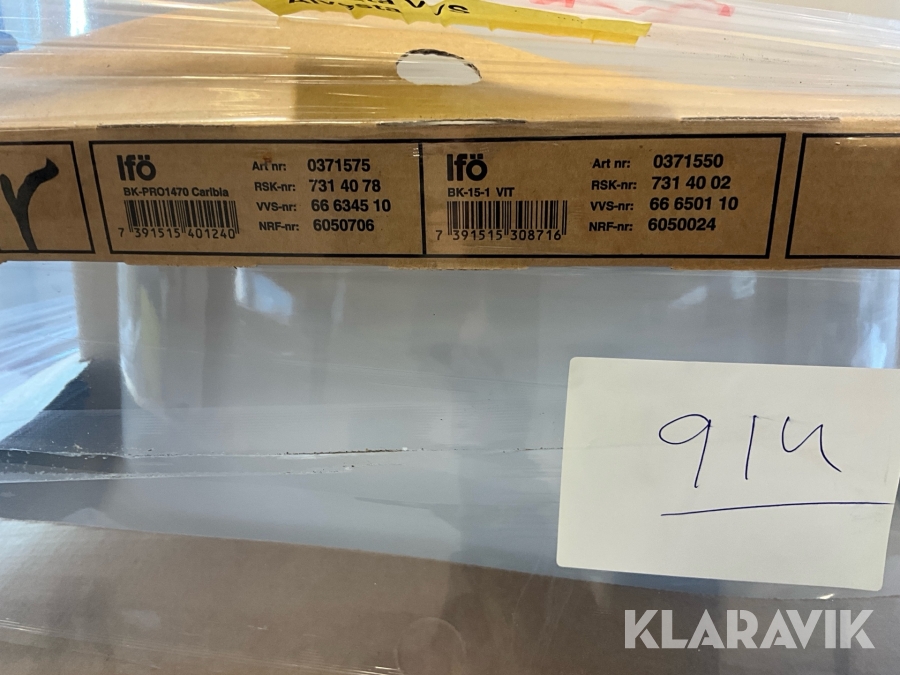 Ifö
BK-PRO1470 Caribia
7 391515 401240
Art nr: 0371575
RSK-nr: 731 40 78
VVS-nr: 66 6345 10
NRF-nr: 6050706
Ifö
BK-15-1 VIT
7 391515 308716
Art nr: 0371550
RSK-nr: 731 40 02
VVS-nr: 66 6501 10
NRF-nr: 6050024
914
KLARAVIK